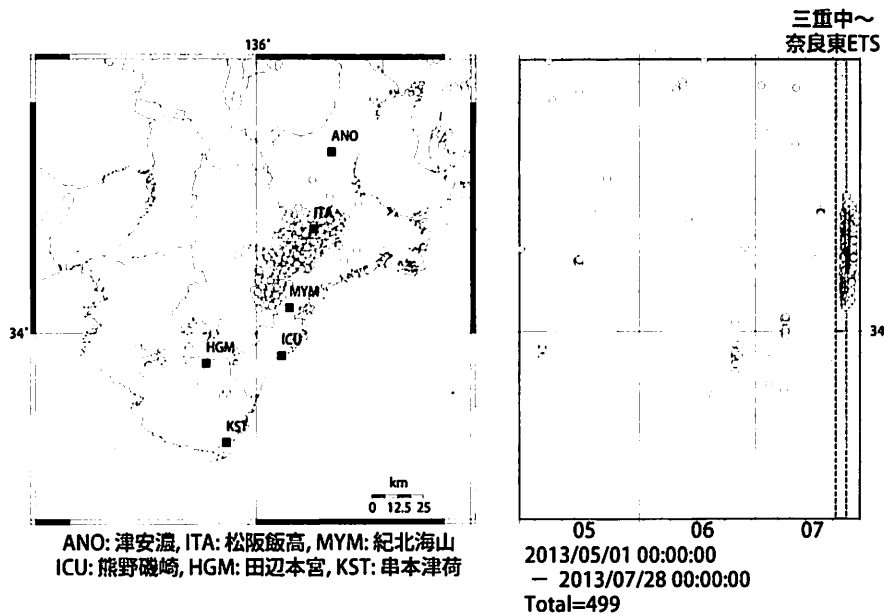 三重中～
奈良東ETS
136°
ANO
ITA
MYM
34°
HGM
ICU
KST
km
0 12.5 25
34
05 06 07
ANO: 津安濃, ITA: 松阪飯高, MYM: 紀北海山
ICU: 熊野磯崎, HGM: 田辺本宮, KST: 串本津荷
2013/05/01 00:00:00
－ 2013/07/28 00:00:00
Total=499